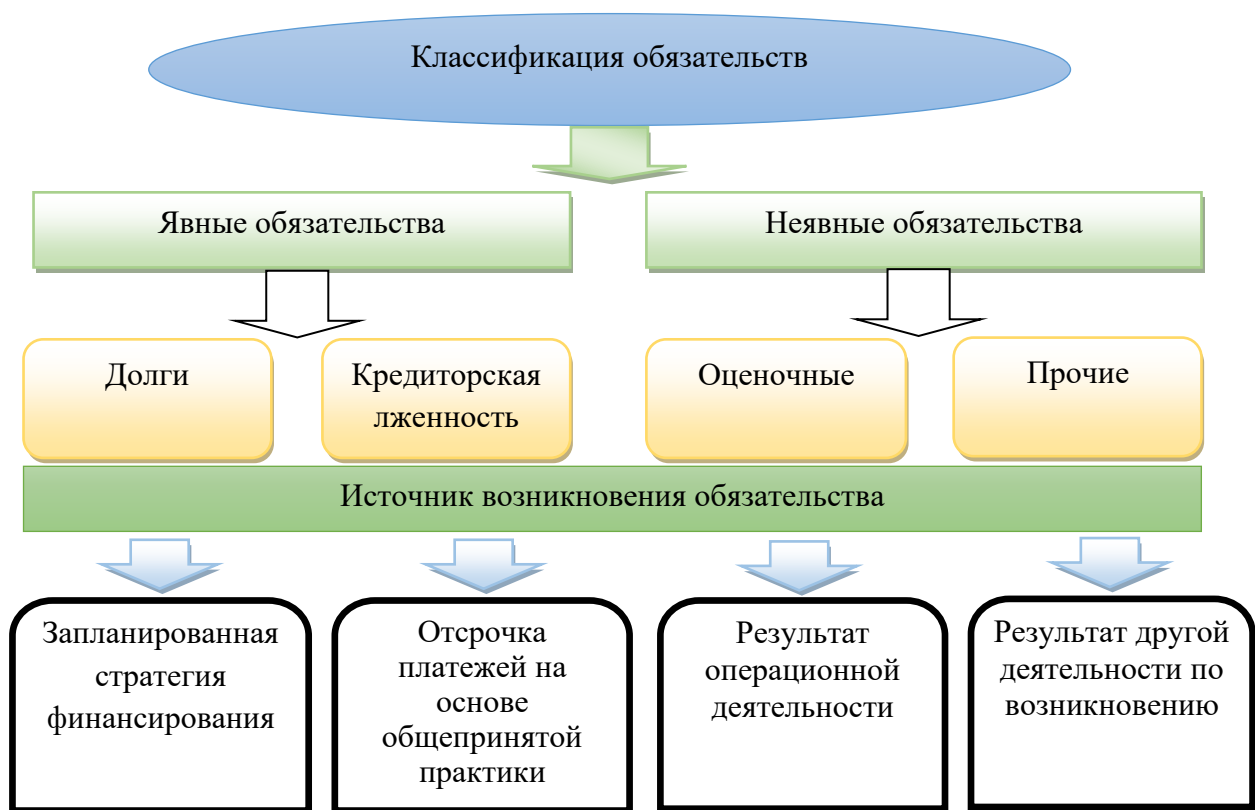 Классификация обязательств
Явные обязательства
Неявные обязательства
Долги
Кредиторская
лженность
Оценочные
Прочие
Источник возникновения обязательства
Запланированная
стратегия
финансирования
Отсрочка
платежей на
основе
общепринятой
практики
Результат
операционной
деятельности
Результат другой
деятельности по
возникновению